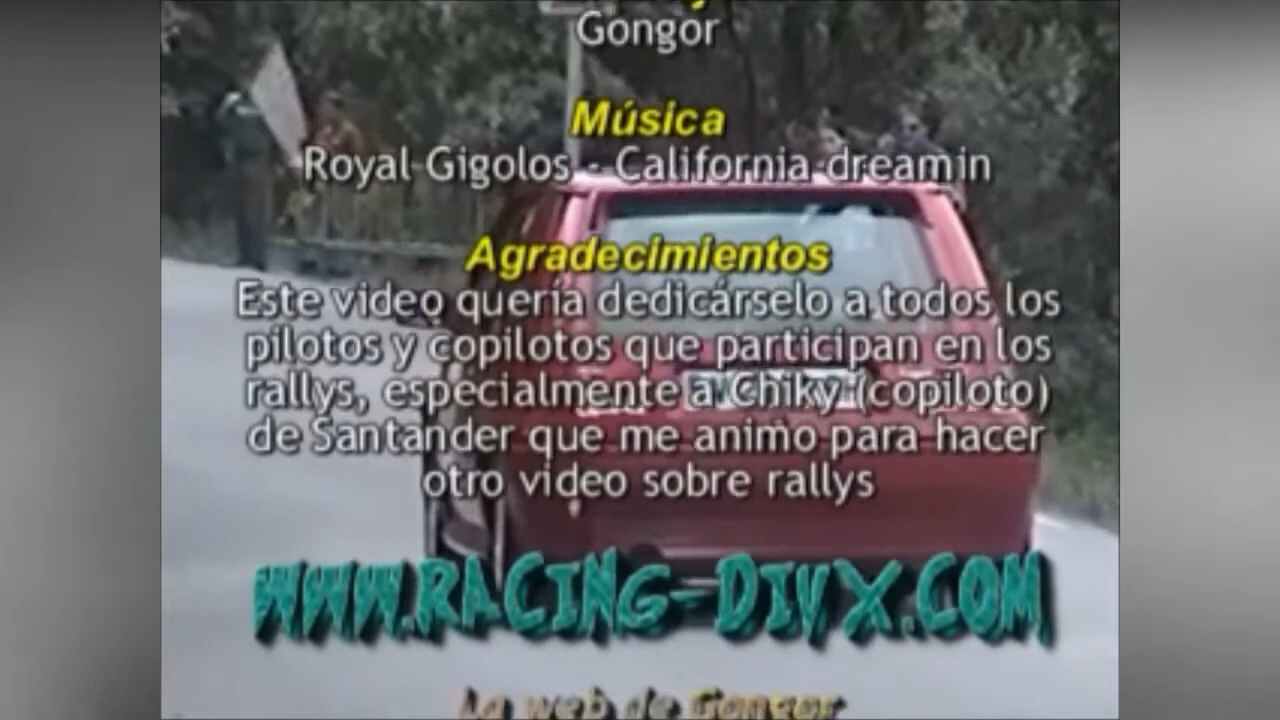 Gongor
Música
Royal Gigolos - California dreamin
Agradecimientos
Este video quería dedicárselo a todos los
pilotos y copilotos que participan en los
rallys, especialmente a Chiky (copiloto)
de Santander que me animo para hacer
otro video sobre rallys
WWW.RACING-DIVX.COM
La web de Gongor